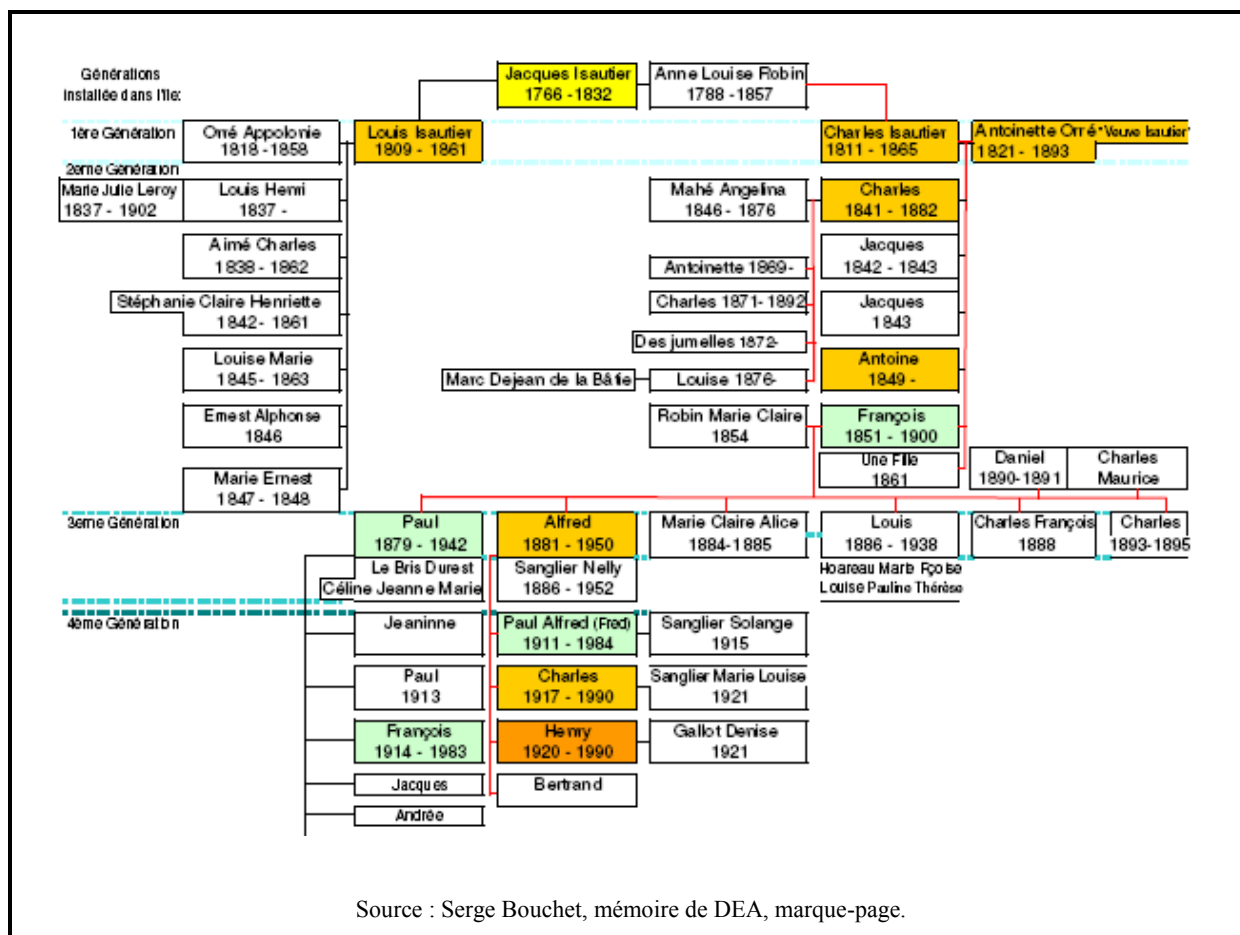 Générations
installée dans l'île:
Jacques Isautier
1766 -1832
Anne Louise Robin
1788 -1857
1ère Génération
Orré Appolonie
1818 -1858
Louis Isautier
1809 - 1861
Charles Isautier
1811 - 1865
Antoinette Orré "Veuve Isautier"
1821 - 1893
2eme Génération
Marie Julie Leroy
1837 - 1902
Louis Henri
1837 -
Mahé Angelina
1846 - 1876
Charles
1841 - 1882
Aimé Charles
1838 - 1862
Antoinette 1869-
Jacques
1842 - 1843
Stéphanie Claire Henriette
1842- 1861
Charles 1871- 1892
Jacques
1843
Des jumelles 1872-
Louise Marie
1845- 1863
Marc Dejean de la Bâtie
Louise 1876-
Antoine
1849 -
Ernest Alphonse
1846
Robin Marie Claire
1854
François
1851 - 1900
Marie Ernest
1847 - 1848
Une Fille
1861
Daniel
1890-1891
Charles
Maurice
3eme Génération
Paul
1879 - 1942
Alfred
1881 - 1950
Marie Claire Alice
1884-1885
Louis
1886 - 1938
Charles François
1888
Charles
1893-1895
Le Bris Durest
Céline Jeanne Marie
Sanglier Nelly
1886 - 1952
Hoareau Marie Fçoise
Louise Pauline Thérèse
4ème Génération
Jeaninne
Paul Alfred (Fred)
1911 - 1984
Sanglier Solange
1915
Paul
1913
Charles
1917 - 1990
Sanglier Marie Louise
1921
François
1914 - 1983
Henry
1920 - 1990
Gallot Denise
1921
Jacques
Bertrand
Andrée
Source : Serge Bouchet, mémoire de DEA, marque-page.